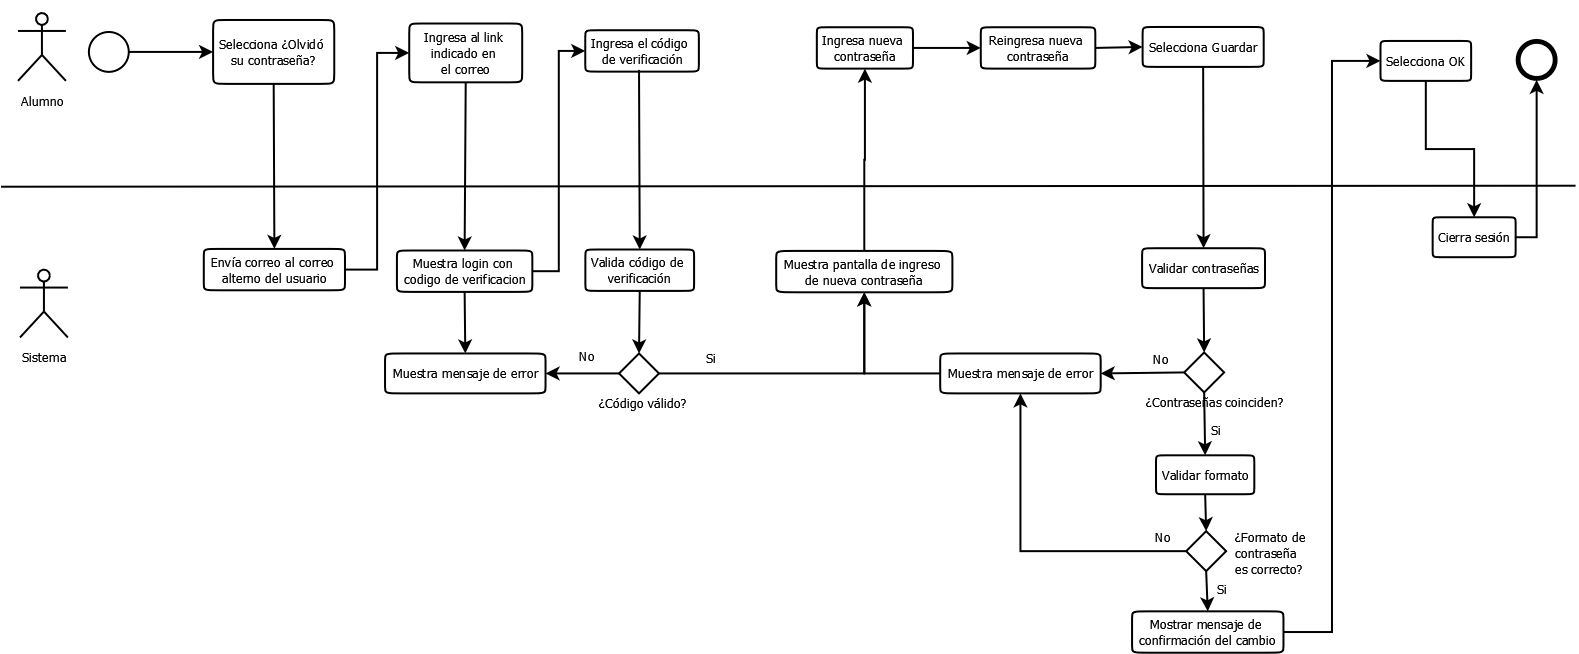 Alumno
Selecciona ¿Olvidó
su contraseña?
Ingresa al link
indicado en
el correo
Ingresa el código
de verificación
Ingresa nueva
contraseña
Reingresa nueva
contraseña
Selecciona Guardar
Selecciona OK
Sistema
Envía correo al correo
alterno del usuario
Muestra login con
codigo de verificacion
Valida código de
verificación
Muestra pantalla de ingreso
de nueva contraseña
Validar contraseñas
Cierra sesión
Muestra mensaje de error
No
Si
¿Código válido?
Muestra mensaje de error
No
¿Contraseñas coinciden?
Si
Validar formato
No
¿Formato de
contraseña
es correcto?
Si
Mostrar mensaje de
confirmación del cambio